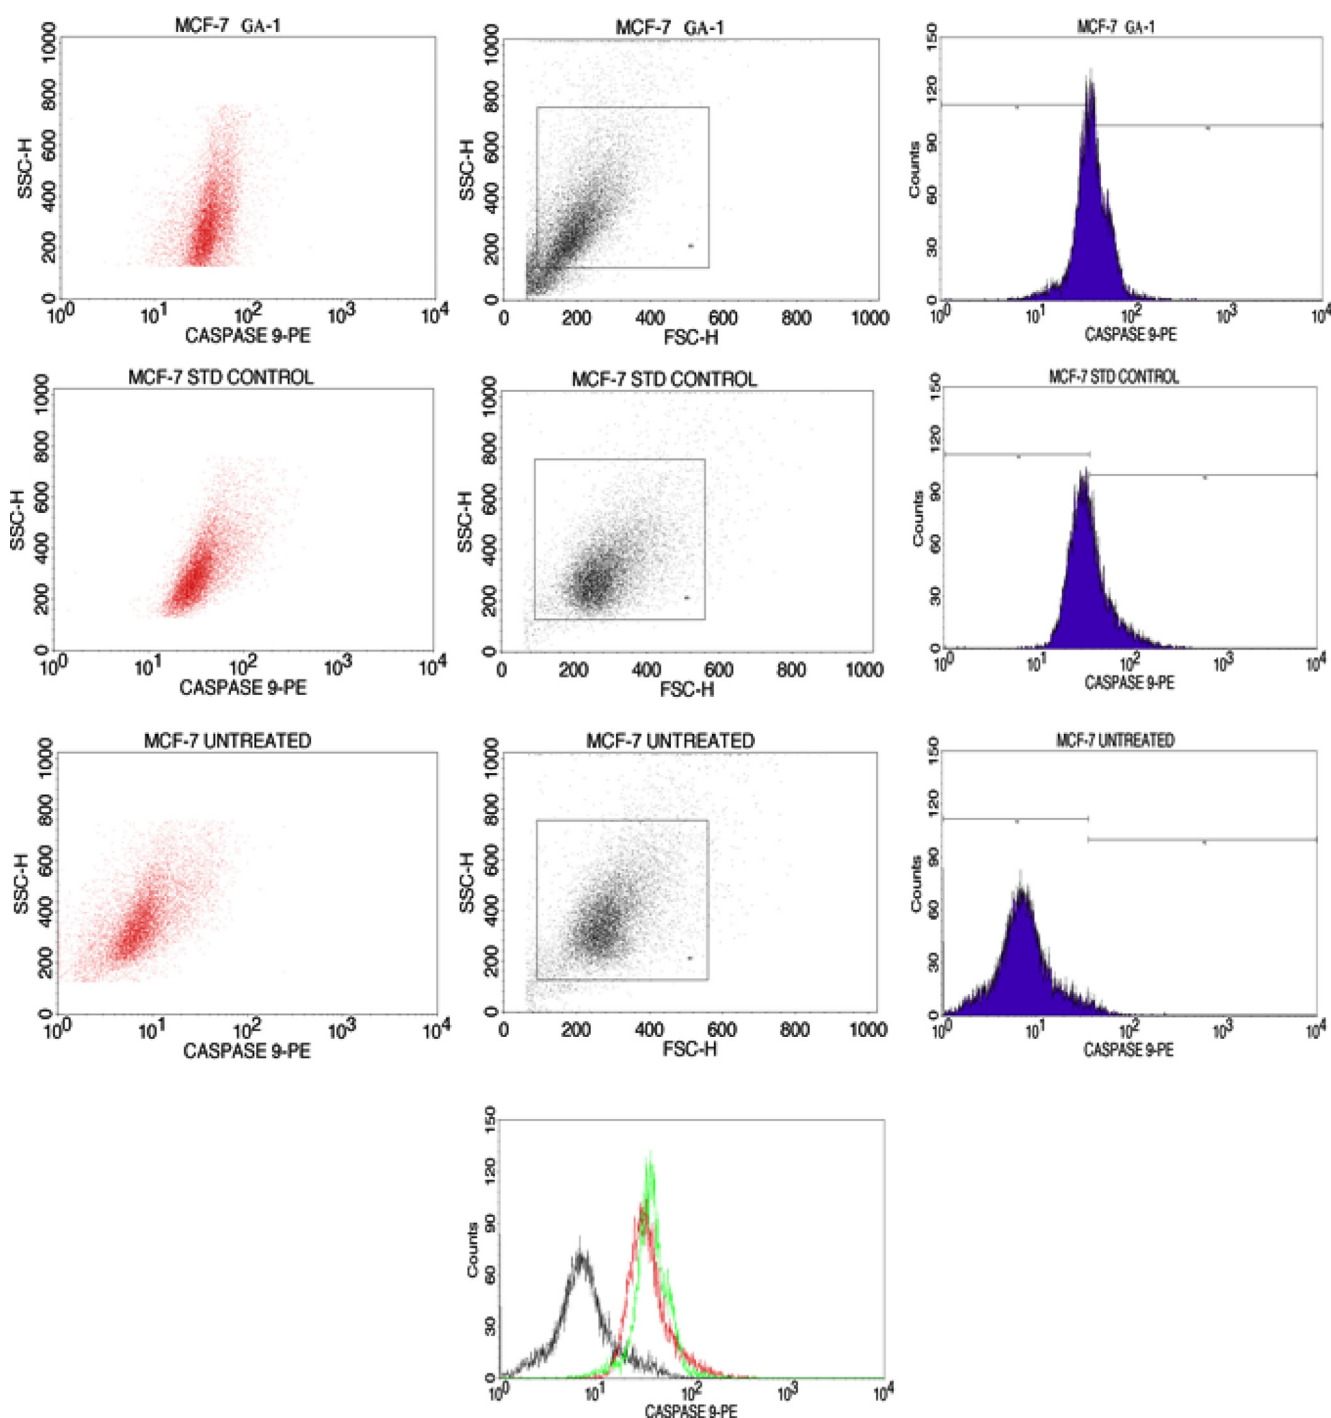 MCF-7 GA-1
SSC-H
0 200 400 600 800 1000
10^0 10^1 10^2 10^3 10^4
CASPASE 9-PE
MCF-7 GA-1
SSC-H
0 200 400 600 800 1000
0 200 400 600 800 1000
FSC-H
MCF-7 GA-1
Counts
0 30 60 90 120 150
10^0 10^1 10^2 10^3 10^4
CASPASE 9-PE
MCF-7 STD CONTROL
SSC-H
0 200 400 600 800 1000
10^0 10^1 10^2 10^3 10^4
CASPASE 9-PE
MCF-7 STD CONTROL
SSC-H
0 200 400 600 800 1000
0 200 400 600 800 1000
FSC-H
MCF-7 STD CONTROL
Counts
0 30 60 90 120 150
10^0 10^1 10^2 10^3 10^4
CASPASE 9-PE
MCF-7 UNTREATED
SSC-H
0 200 400 600 800 1000
10^0 10^1 10^2 10^3 10^4
CASPASE 9-PE
MCF-7 UNTREATED
SSC-H
0 200 400 600 800 1000
0 200 400 600 800 1000
FSC-H
MCF-7 UNTREATED
Counts
0 30 60 90 120 150
10^0 10^1 10^2 10^3 10^4
CASPASE 9-PE
Counts
0 30 60 90 120 150
10^0 10^1 10^2 10^3 10^4
CASPASE 9-PE